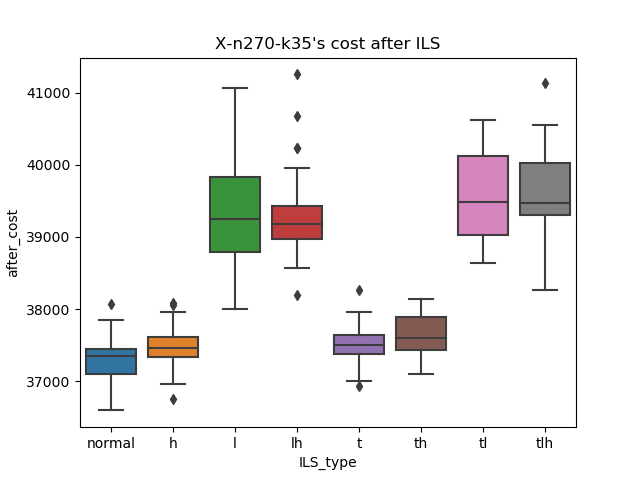 X-n270-k35's cost after ILS
after_cost
41000
40000
39000
38000
37000
normal h l lh t th tl tlh
ILS_type